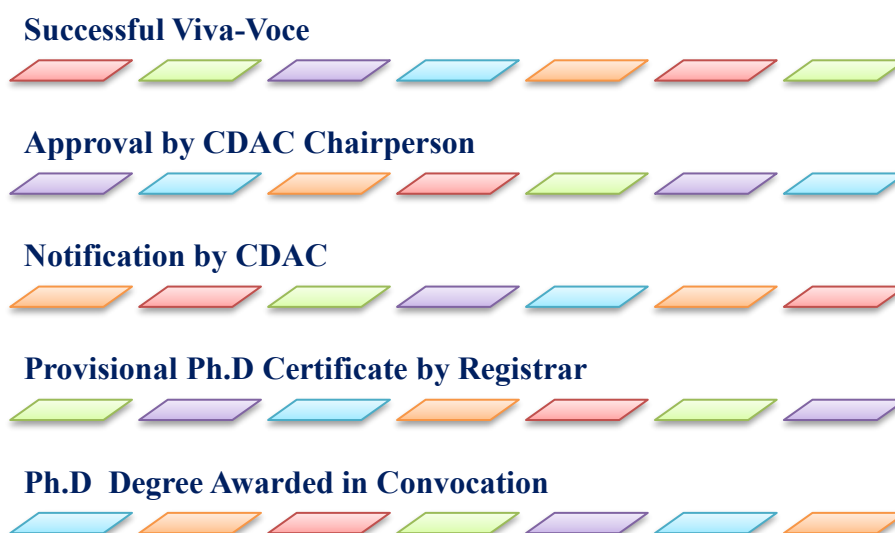 Successful Viva-Voce
Approval by CDAC Chairperson
Notification by CDAC
Provisional Ph.D Certificate by Registrar
Ph.D  Degree Awarded in Convocation